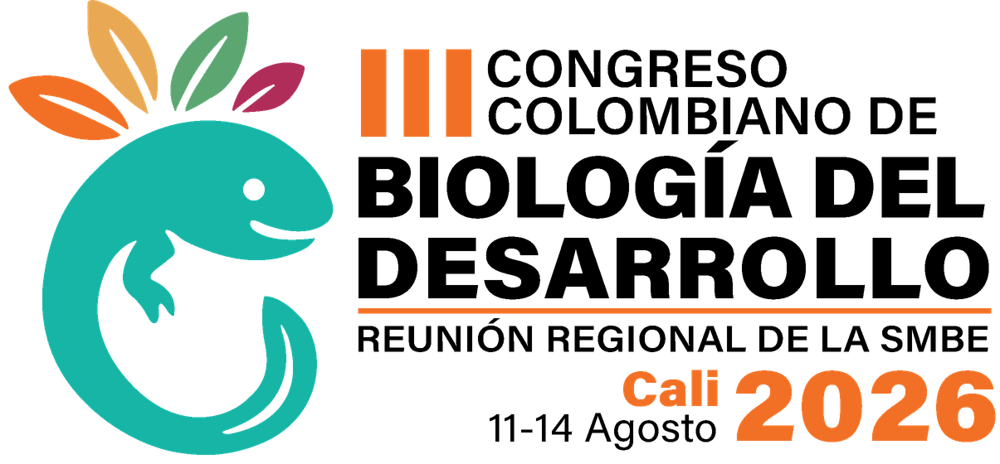 III CONGRESO
COLOMBIANO DE
BIOLOGÍA DEL
DESARROLLO
REUNIÓN REGIONAL DE LA SMBE
Cali 2026
11-14 Agosto